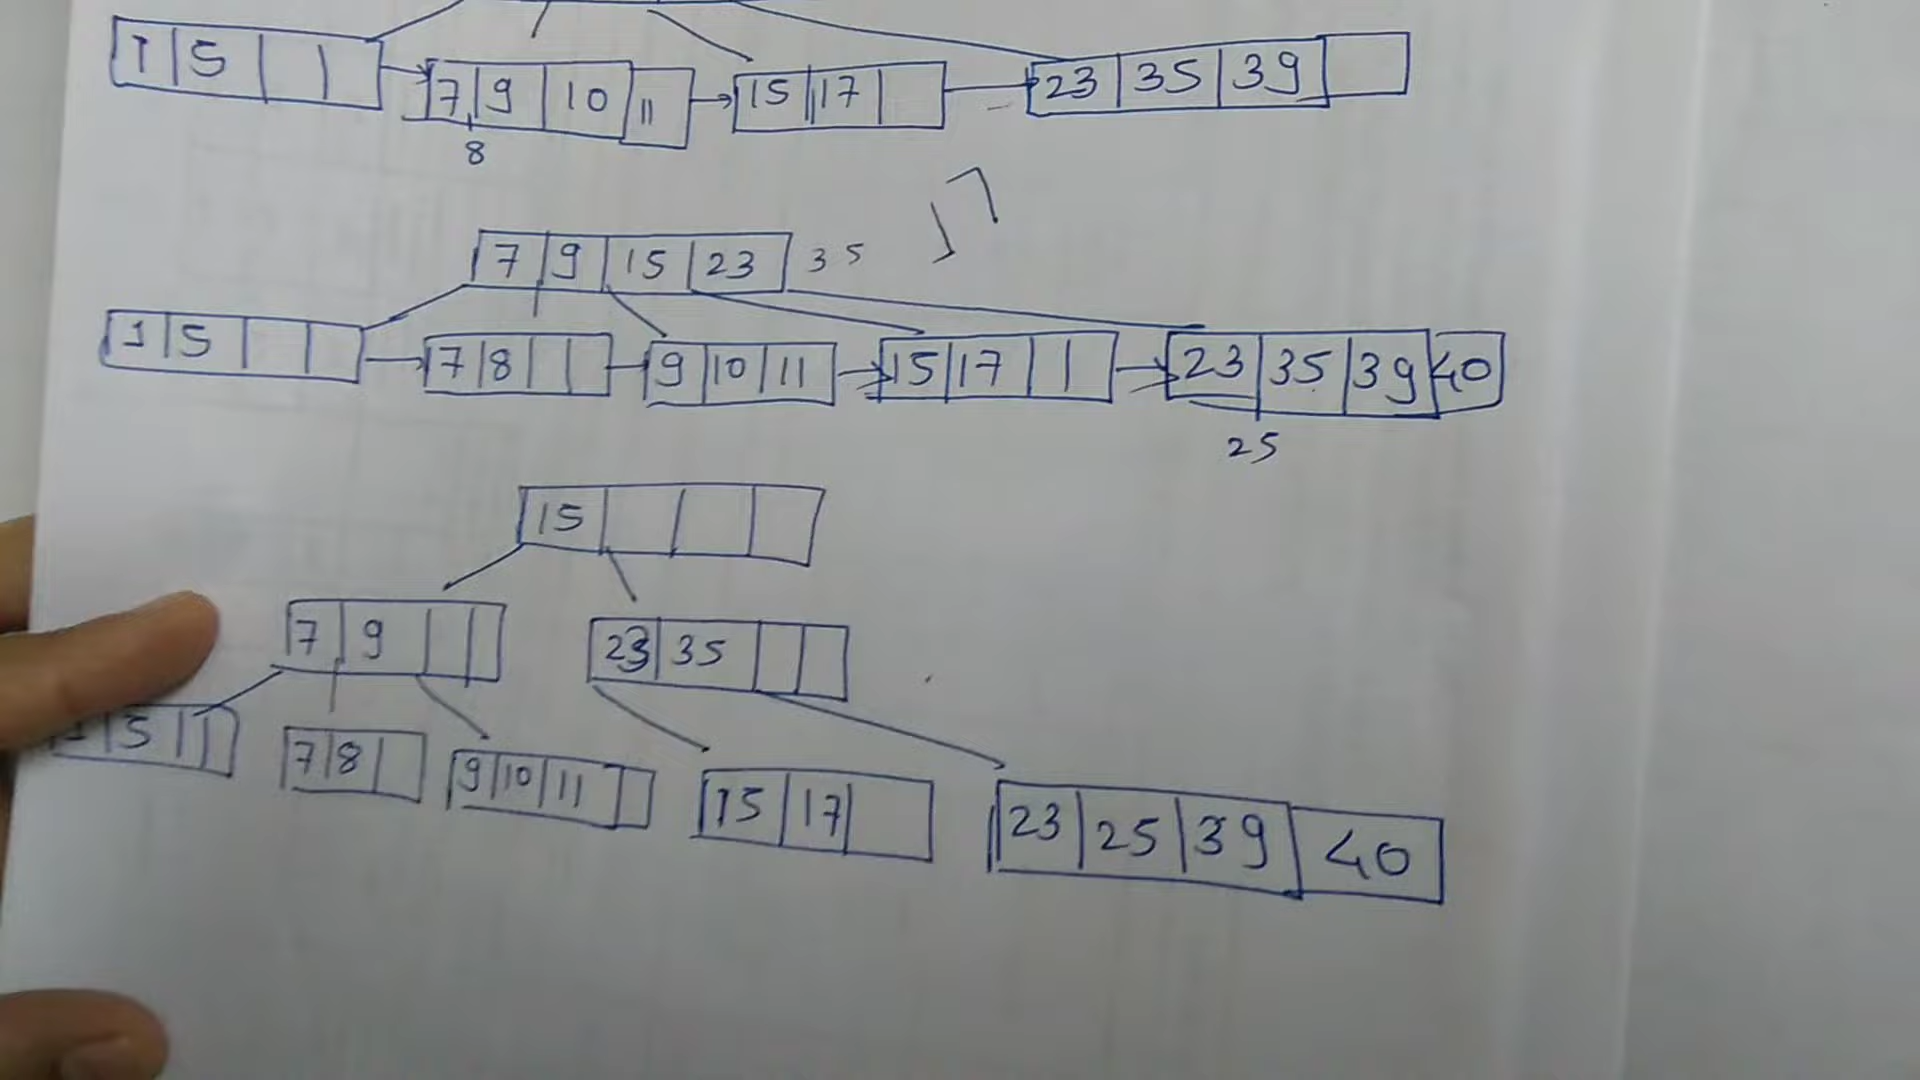 1 5
7 9 10 11
15 17
23 35 39
8
7 9 15 23 35
1 5
7 8
9 10 11
15 17
23 35 39 40
25
15
7 9
23 35
5
7 8
9 10 11
15 17
23 25 39 40